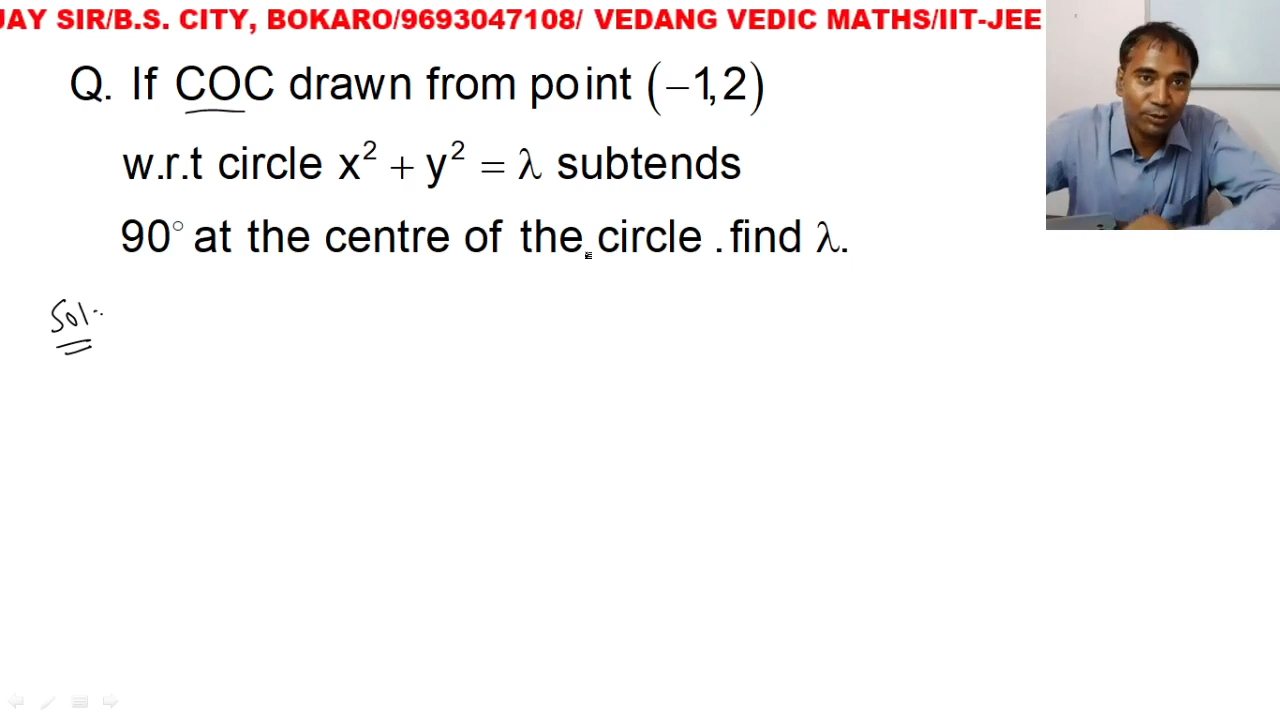 JAY SIR/B.S. CITY, BOKARO/9693047108/ VEDANG VEDIC MATHS/IIT-JEE
Q. If COC drawn from point (−1,2)
w.r.t circle x² + y² = λ subtends
90° at the centre of the circle .find λ.
Sol:-